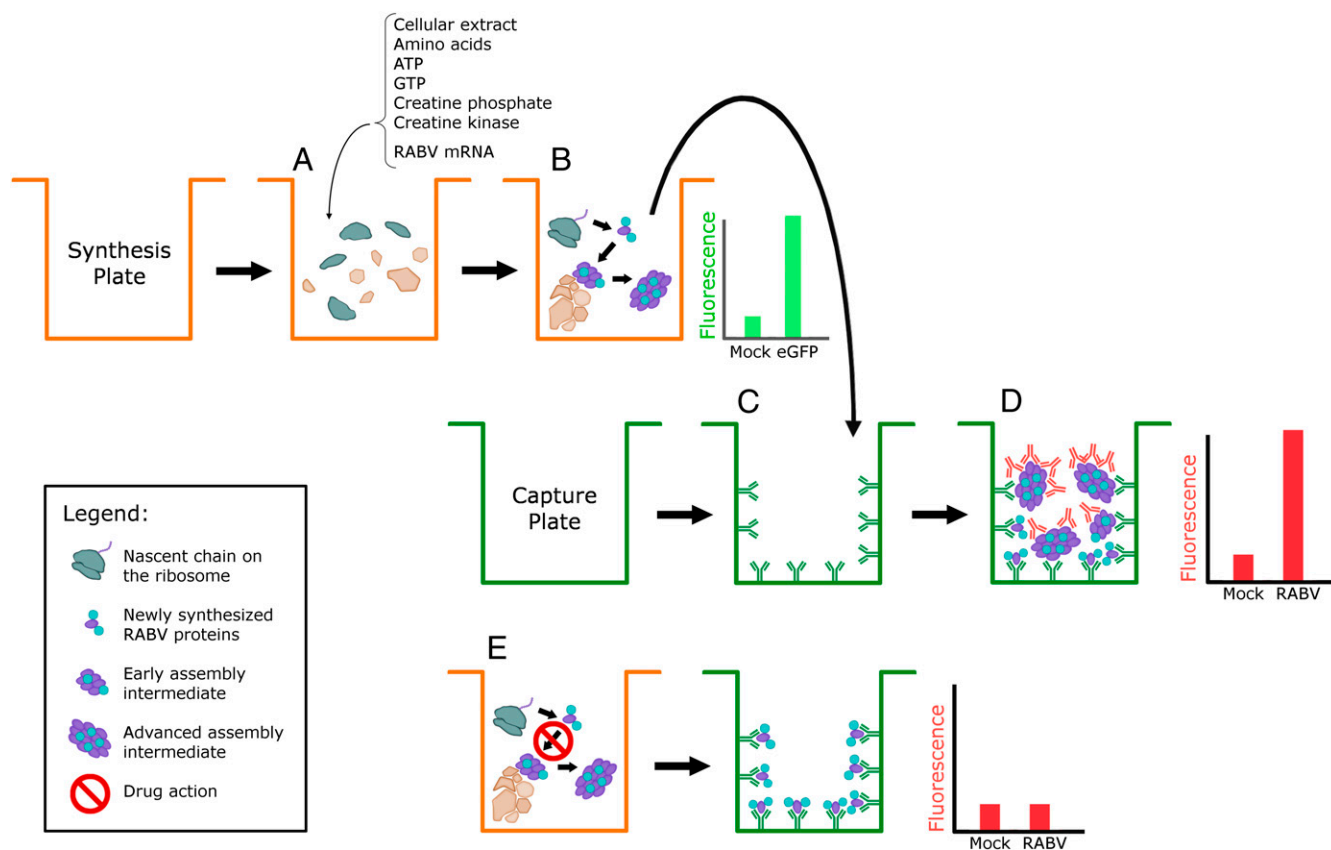 Cellular extract
Amino acids
ATP
GTP
Creatine phosphate
Creatine kinase
RABV mRNA
Synthesis
Plate
A
B
Fluorescence
Mock eGFP
Capture
Plate
C
D
Fluorescence
Mock RABV
Legend:
Nascent chain on
the ribosome
Newly synthesized
RABV proteins
Early assembly
intermediate
Advanced assembly
intermediate
Drug action
E
Fluorescence
Mock RABV